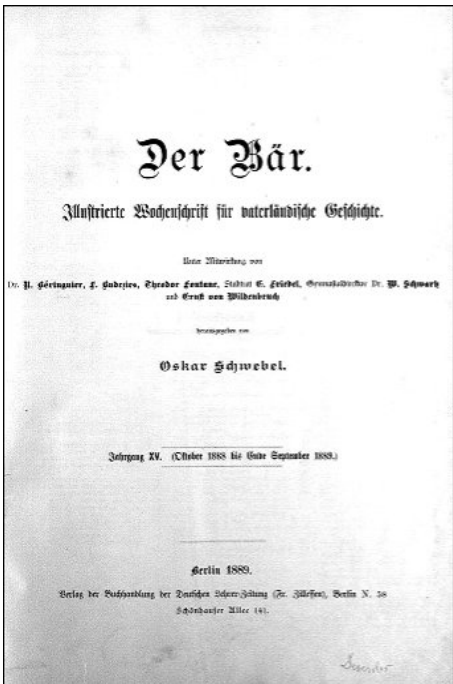 Der Bär.
Illustrierte Wochenschrift für vaterländische Geschichte.
Unter Mitwirkung von
Dr. R. Béringuier, F. Budczies, Theodor Fontane, Stadtrat E. Friedel, Gymnasialdirektor Dr. W. Schwartz
und Ernst von Wildenbruch
herausgegeben von
Oskar Schwebel.
Jahrgang XV. (Oktober 1888 bis Ende September 1889.)
Berlin 1889.
Verlag der Buchhandlung der Deutschen Lehrer-Zeitung (Fr. Zillessen), Berlin N. 58
Schönhauser Allee 141.